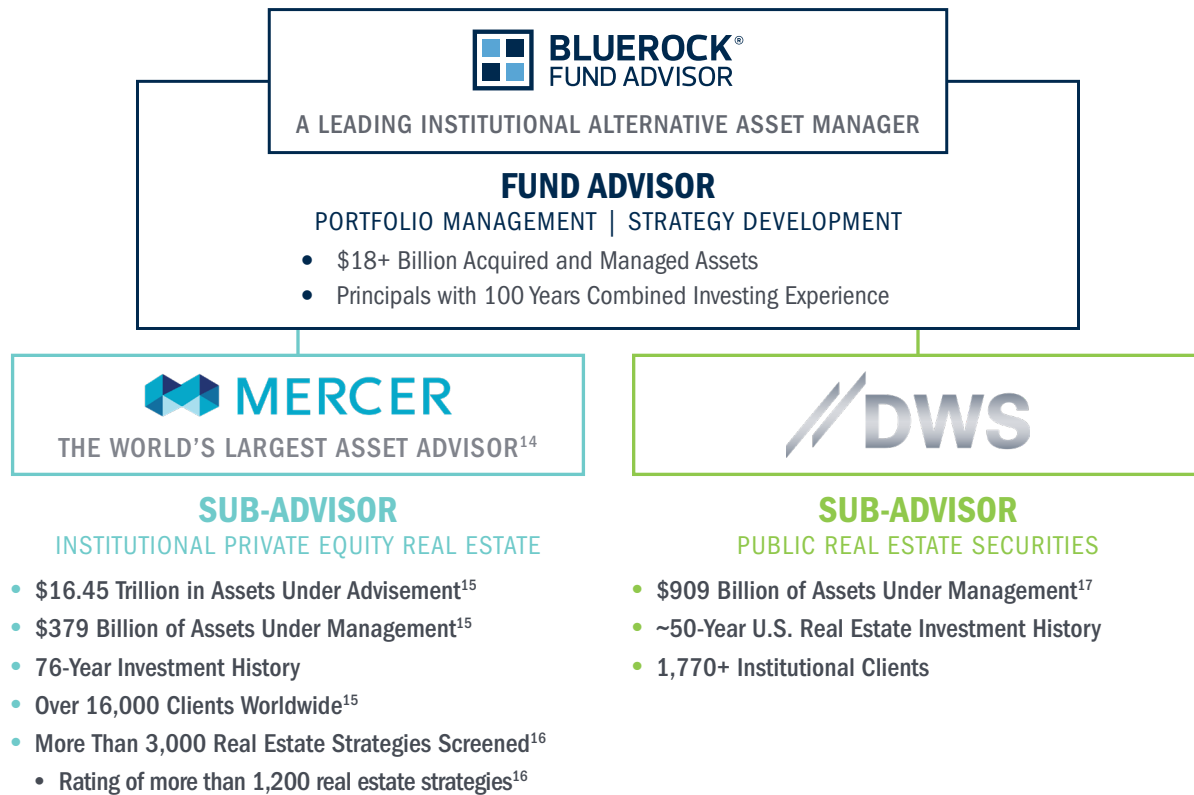 BLUEROCK®
FUND ADVISOR
A LEADING INSTITUTIONAL ALTERNATIVE ASSET MANAGER
FUND ADVISOR
PORTFOLIO MANAGEMENT | STRATEGY DEVELOPMENT
• $18+ Billion Acquired and Managed Assets
• Principals with 100 Years Combined Investing Experience
MERCER
THE WORLD'S LARGEST ASSET ADVISOR14
SUB-ADVISOR
INSTITUTIONAL PRIVATE EQUITY REAL ESTATE
• $16.45 Trillion in Assets Under Advisement15
• $379 Billion of Assets Under Management15
• 76-Year Investment History
• Over 16,000 Clients Worldwide15
• More Than 3,000 Real Estate Strategies Screened16
• Rating of more than 1,200 real estate strategies16
DWS
SUB-ADVISOR
PUBLIC REAL ESTATE SECURITIES
• $909 Billion of Assets Under Management17
• ~50-Year U.S. Real Estate Investment History
• 1,770+ Institutional Clients